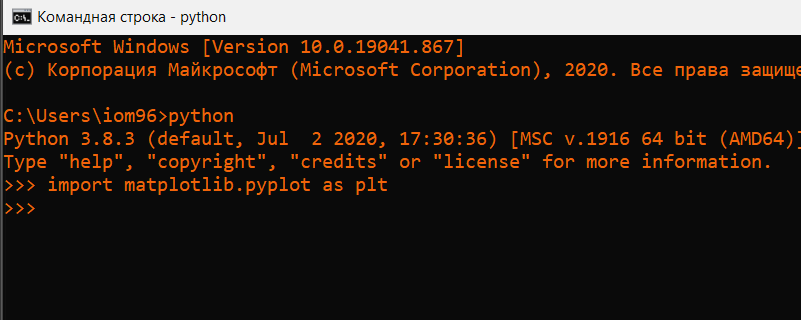 Командная строка - python
Microsoft Windows [Version 10.0.19041.867]
(c) Корпорация Майкрософт (Microsoft Corporation), 2020. Все права
C:\Users\iom96>python
Python 3.8.3 (default, Jul  2 2020, 17:30:36) [MSC v.1916 64 bit (AMD64)]
Type "help", "copyright", "credits" or "license" for more information.
>>> import matplotlib.pyplot as plt
>>>